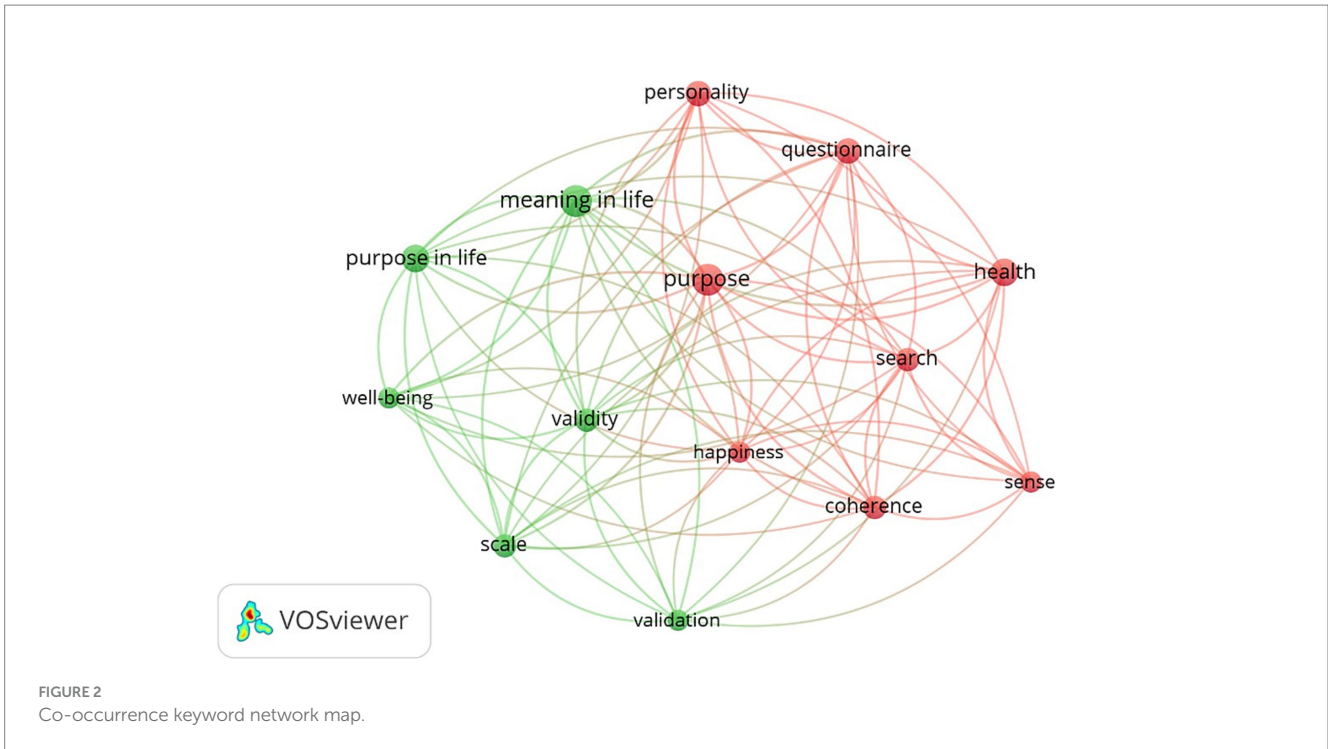 personality
questionnaire
meaning in life
purpose in life
purpose
health
search
well-being
validity
happiness
sense
coherence
scale
validation
VOSviewer
FIGURE 2
Co-occurrence keyword network map.